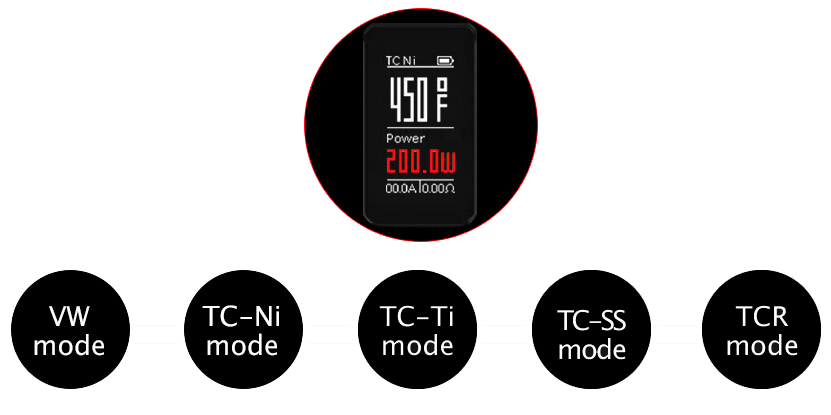 TC Ni
450°F
Power
200.0W
00.0A 0.00Ω
VW
mode
TC-Ni
mode
TC-Ti
mode
TC-SS
mode
TCR
mode